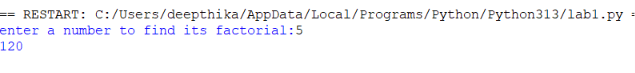 == RESTART: C:/Users/deepthika/AppData/Local/Programs/Python/Python313/lab1.py =
enter a number to find its factorial:5
120